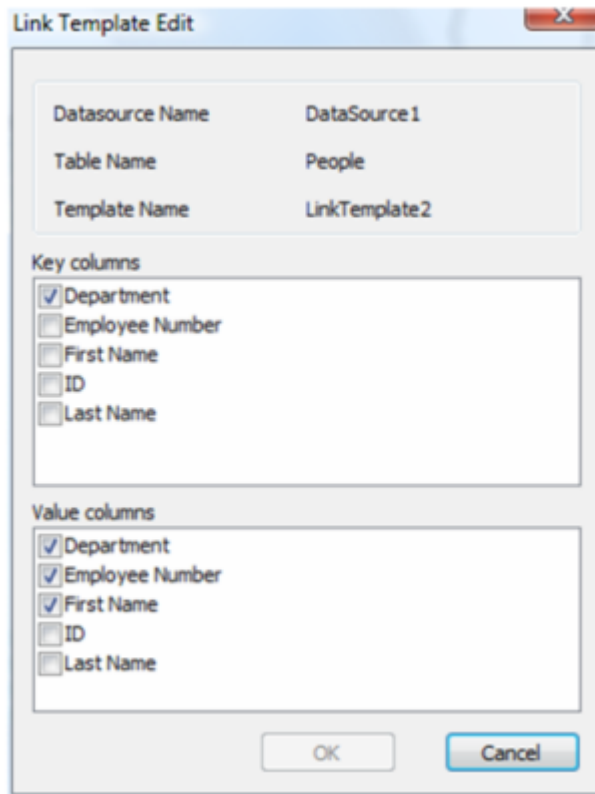 Link Template Edit
Datasource Name DataSource1
Table Name People
Template Name LinkTemplate2
Key columns
Department
Employee Number
First Name
ID
Last Name
Value columns
Department
Employee Number
First Name
ID
Last Name
OK Cancel